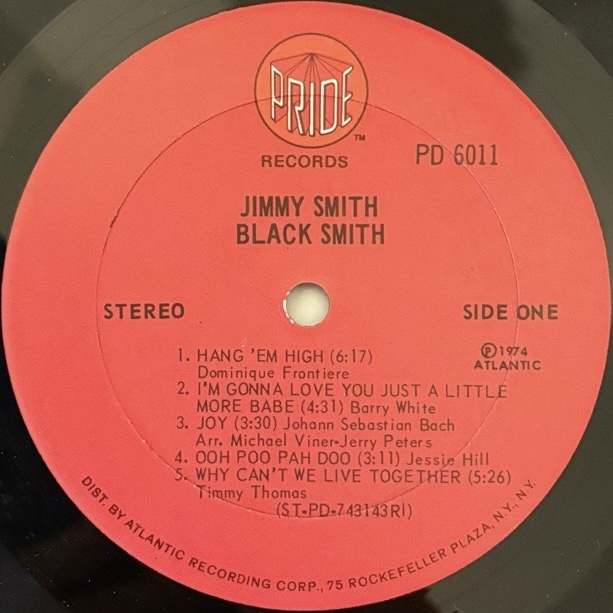 PRIDE
TM
RECORDS
PD 6011
JIMMY SMITH
BLACK SMITH
STEREO
SIDE ONE
1. HANG 'EM HIGH (6:17)
Dominique Frontiere
℗1974
ATLANTIC
2. I'M GONNA LOVE YOU JUST A LITTLE
MORE BABE (4:31) Barry White
3. JOY (3:30) Johann Sebastian Bach
Arr. Michael Viner-Jerry Peters
4. OOH POO PAH DOO (3:11) Jessie Hill
5. WHY CAN'T WE LIVE TOGETHER (5:26)
Timmy Thomas
(ST-PD-743143RI)
DIST. BY ATLANTIC RECORDING CORP., 75 ROCKEFELLER PLAZA, N.Y., N.Y.